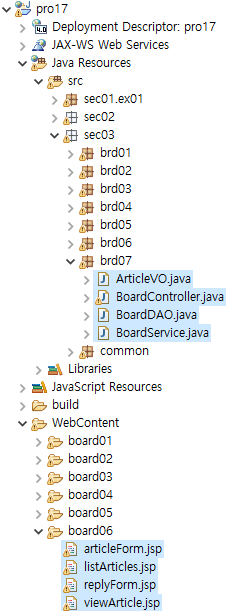 pro17
Deployment Descriptor: pro17
JAX-WS Web Services
Java Resources
src
sec01.ex01
sec02
sec03
brd01
brd02
brd03
brd04
brd05
brd06
brd07
ArticleVO.java
BoardController.java
BoardDAO.java
BoardService.java
common
Libraries
JavaScript Resources
build
WebContent
board01
board02
board03
board04
board05
board06
articleForm.jsp
listArticles.jsp
replyForm.jsp
viewArticle.jsp